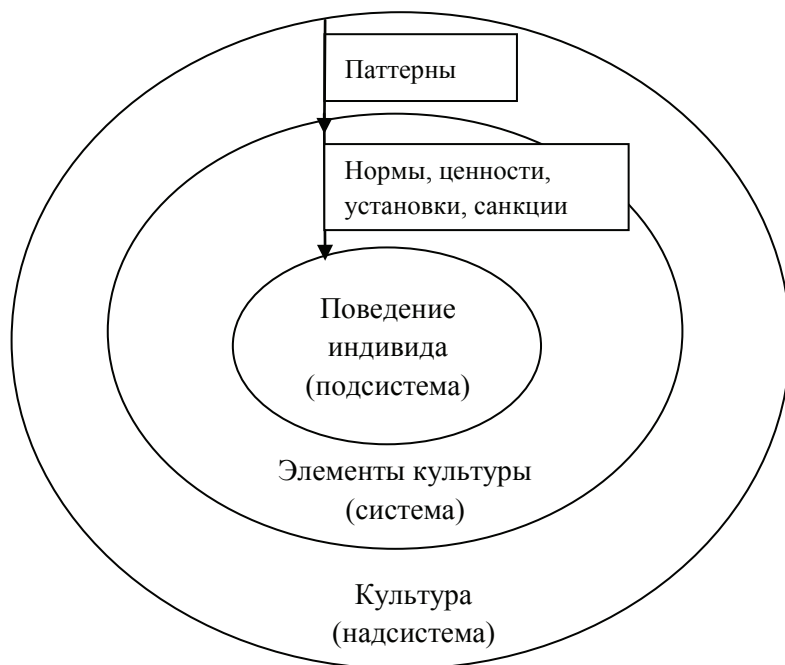 Паттерны
Нормы, ценности,
установки, санкции
Поведение
индивида
(подсистема)
Элементы культуры
(система)
Культура
(надсистема)